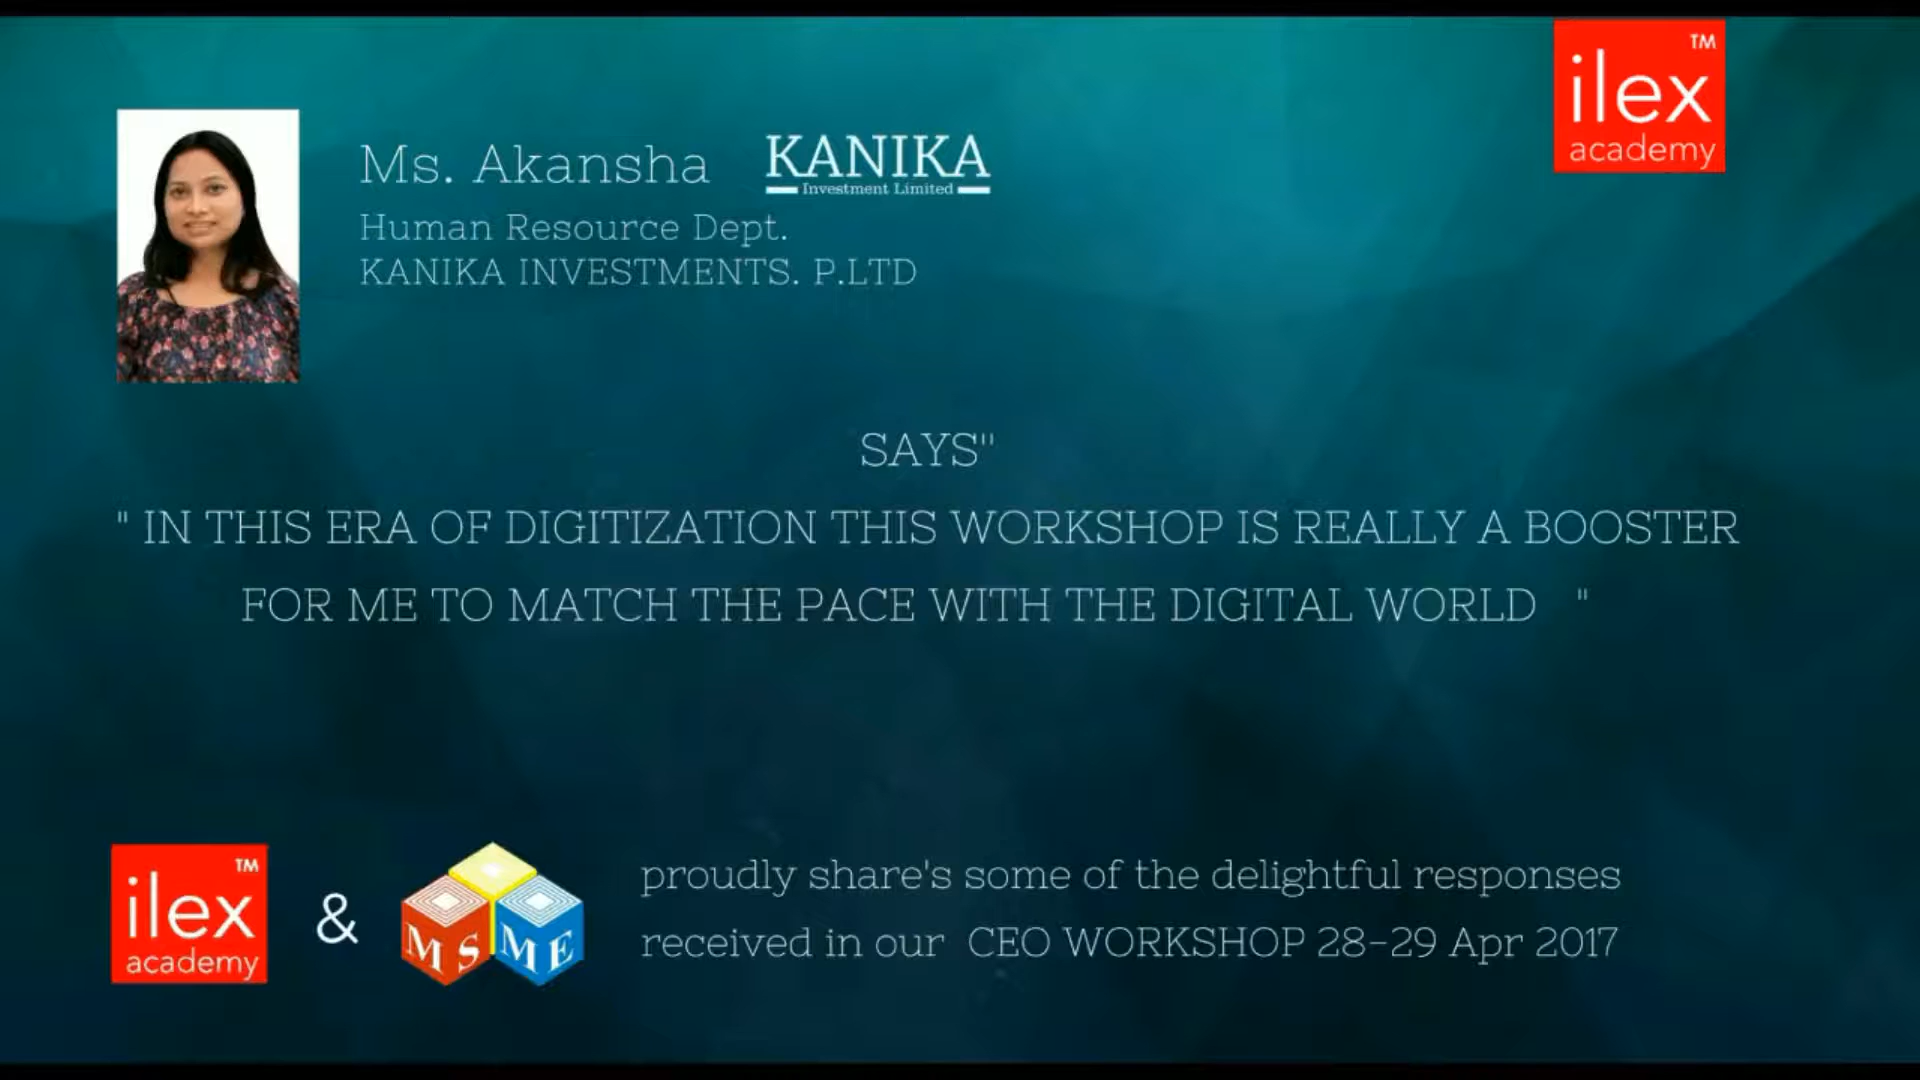 TM
ilex
academy
Ms. Akansha
KANIKA
Investment Limited
Human Resource Dept.
KANIKA INVESTMENTS. P.LTD
SAYS"
" IN THIS ERA OF DIGITIZATION THIS WORKSHOP IS REALLY A BOOSTER
FOR ME TO MATCH THE PACE WITH THE DIGITAL WORLD "
TM
ilex
academy
&
MSME
proudly share's some of the delightful responses
received in our CEO WORKSHOP 28-29 Apr 2017